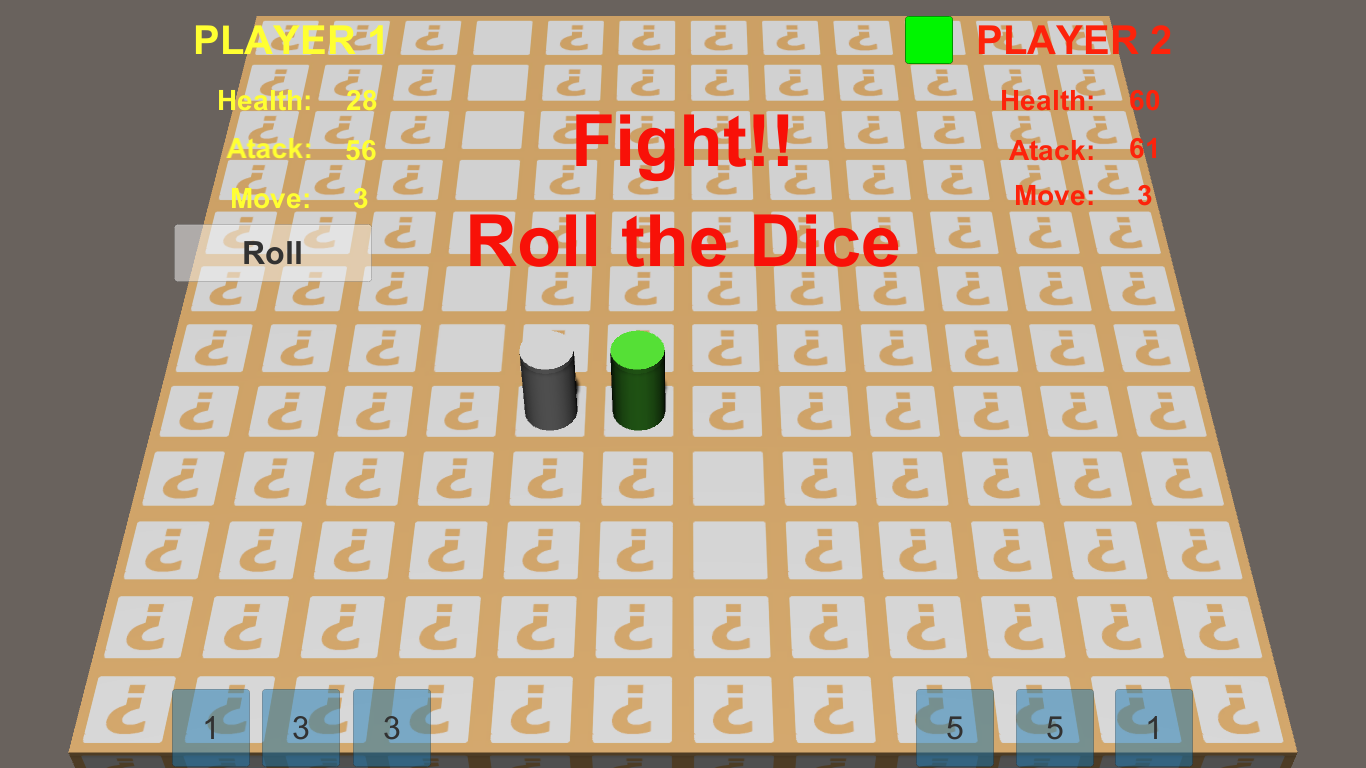 PLAYER 1
Health: 28
Atack: 56
Move: 3
Roll
Fight!!
Roll the Dice
PLAYER 2
Health: 60
Atack: 61
Move: 3
1 3 3
5 5 1